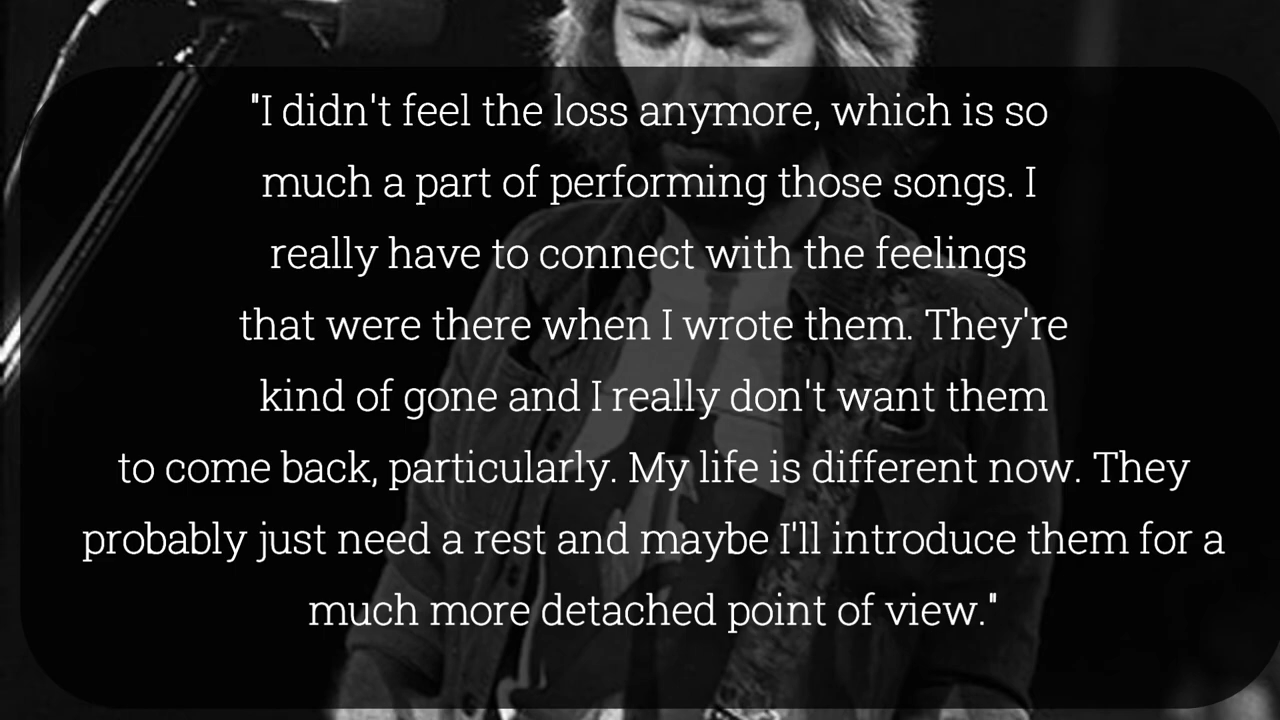 "I didn't feel the loss anymore, which is so
much a part of performing those songs. I
really have to connect with the feelings
that were there when I wrote them. They're
kind of gone and I really don't want them
to come back, particularly. My life is different now. They
probably just need a rest and maybe I'll introduce them for a
much more detached point of view."